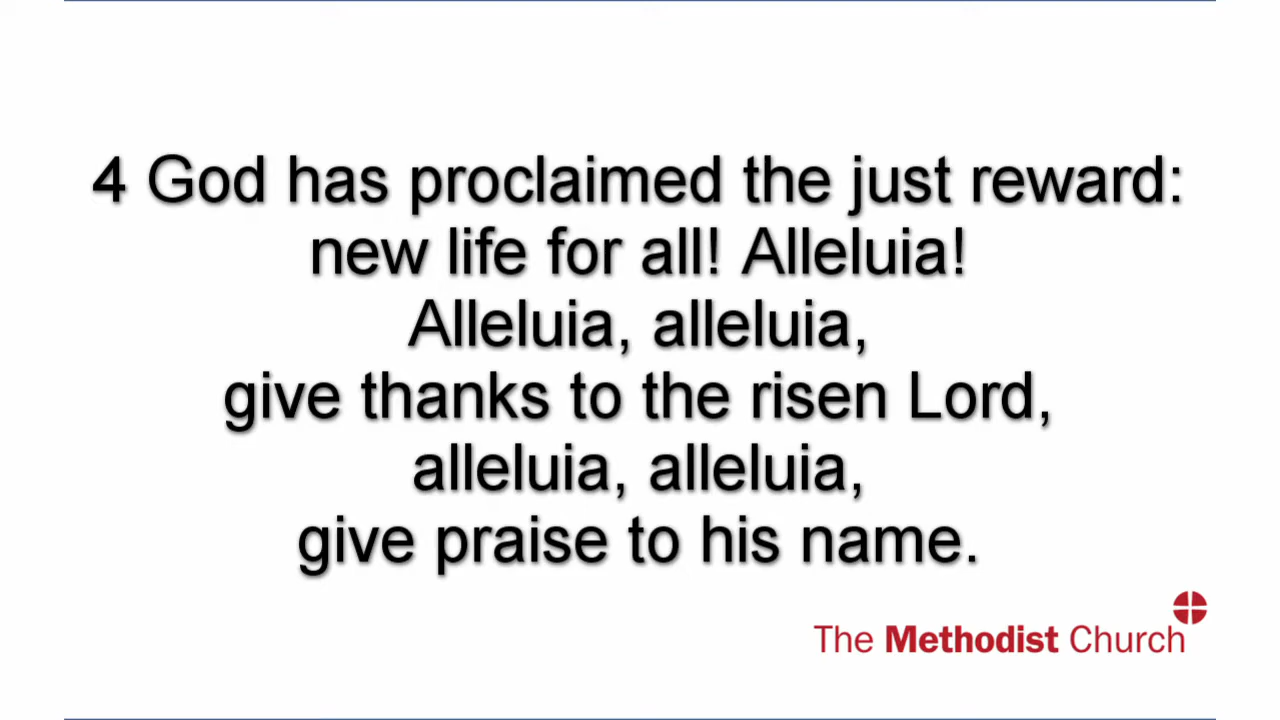 4 God has proclaimed the just reward:
new life for all! Alleluia!
Alleluia, alleluia,
give thanks to the risen Lord,
alleluia, alleluia,
give praise to his name.
The Methodist Church